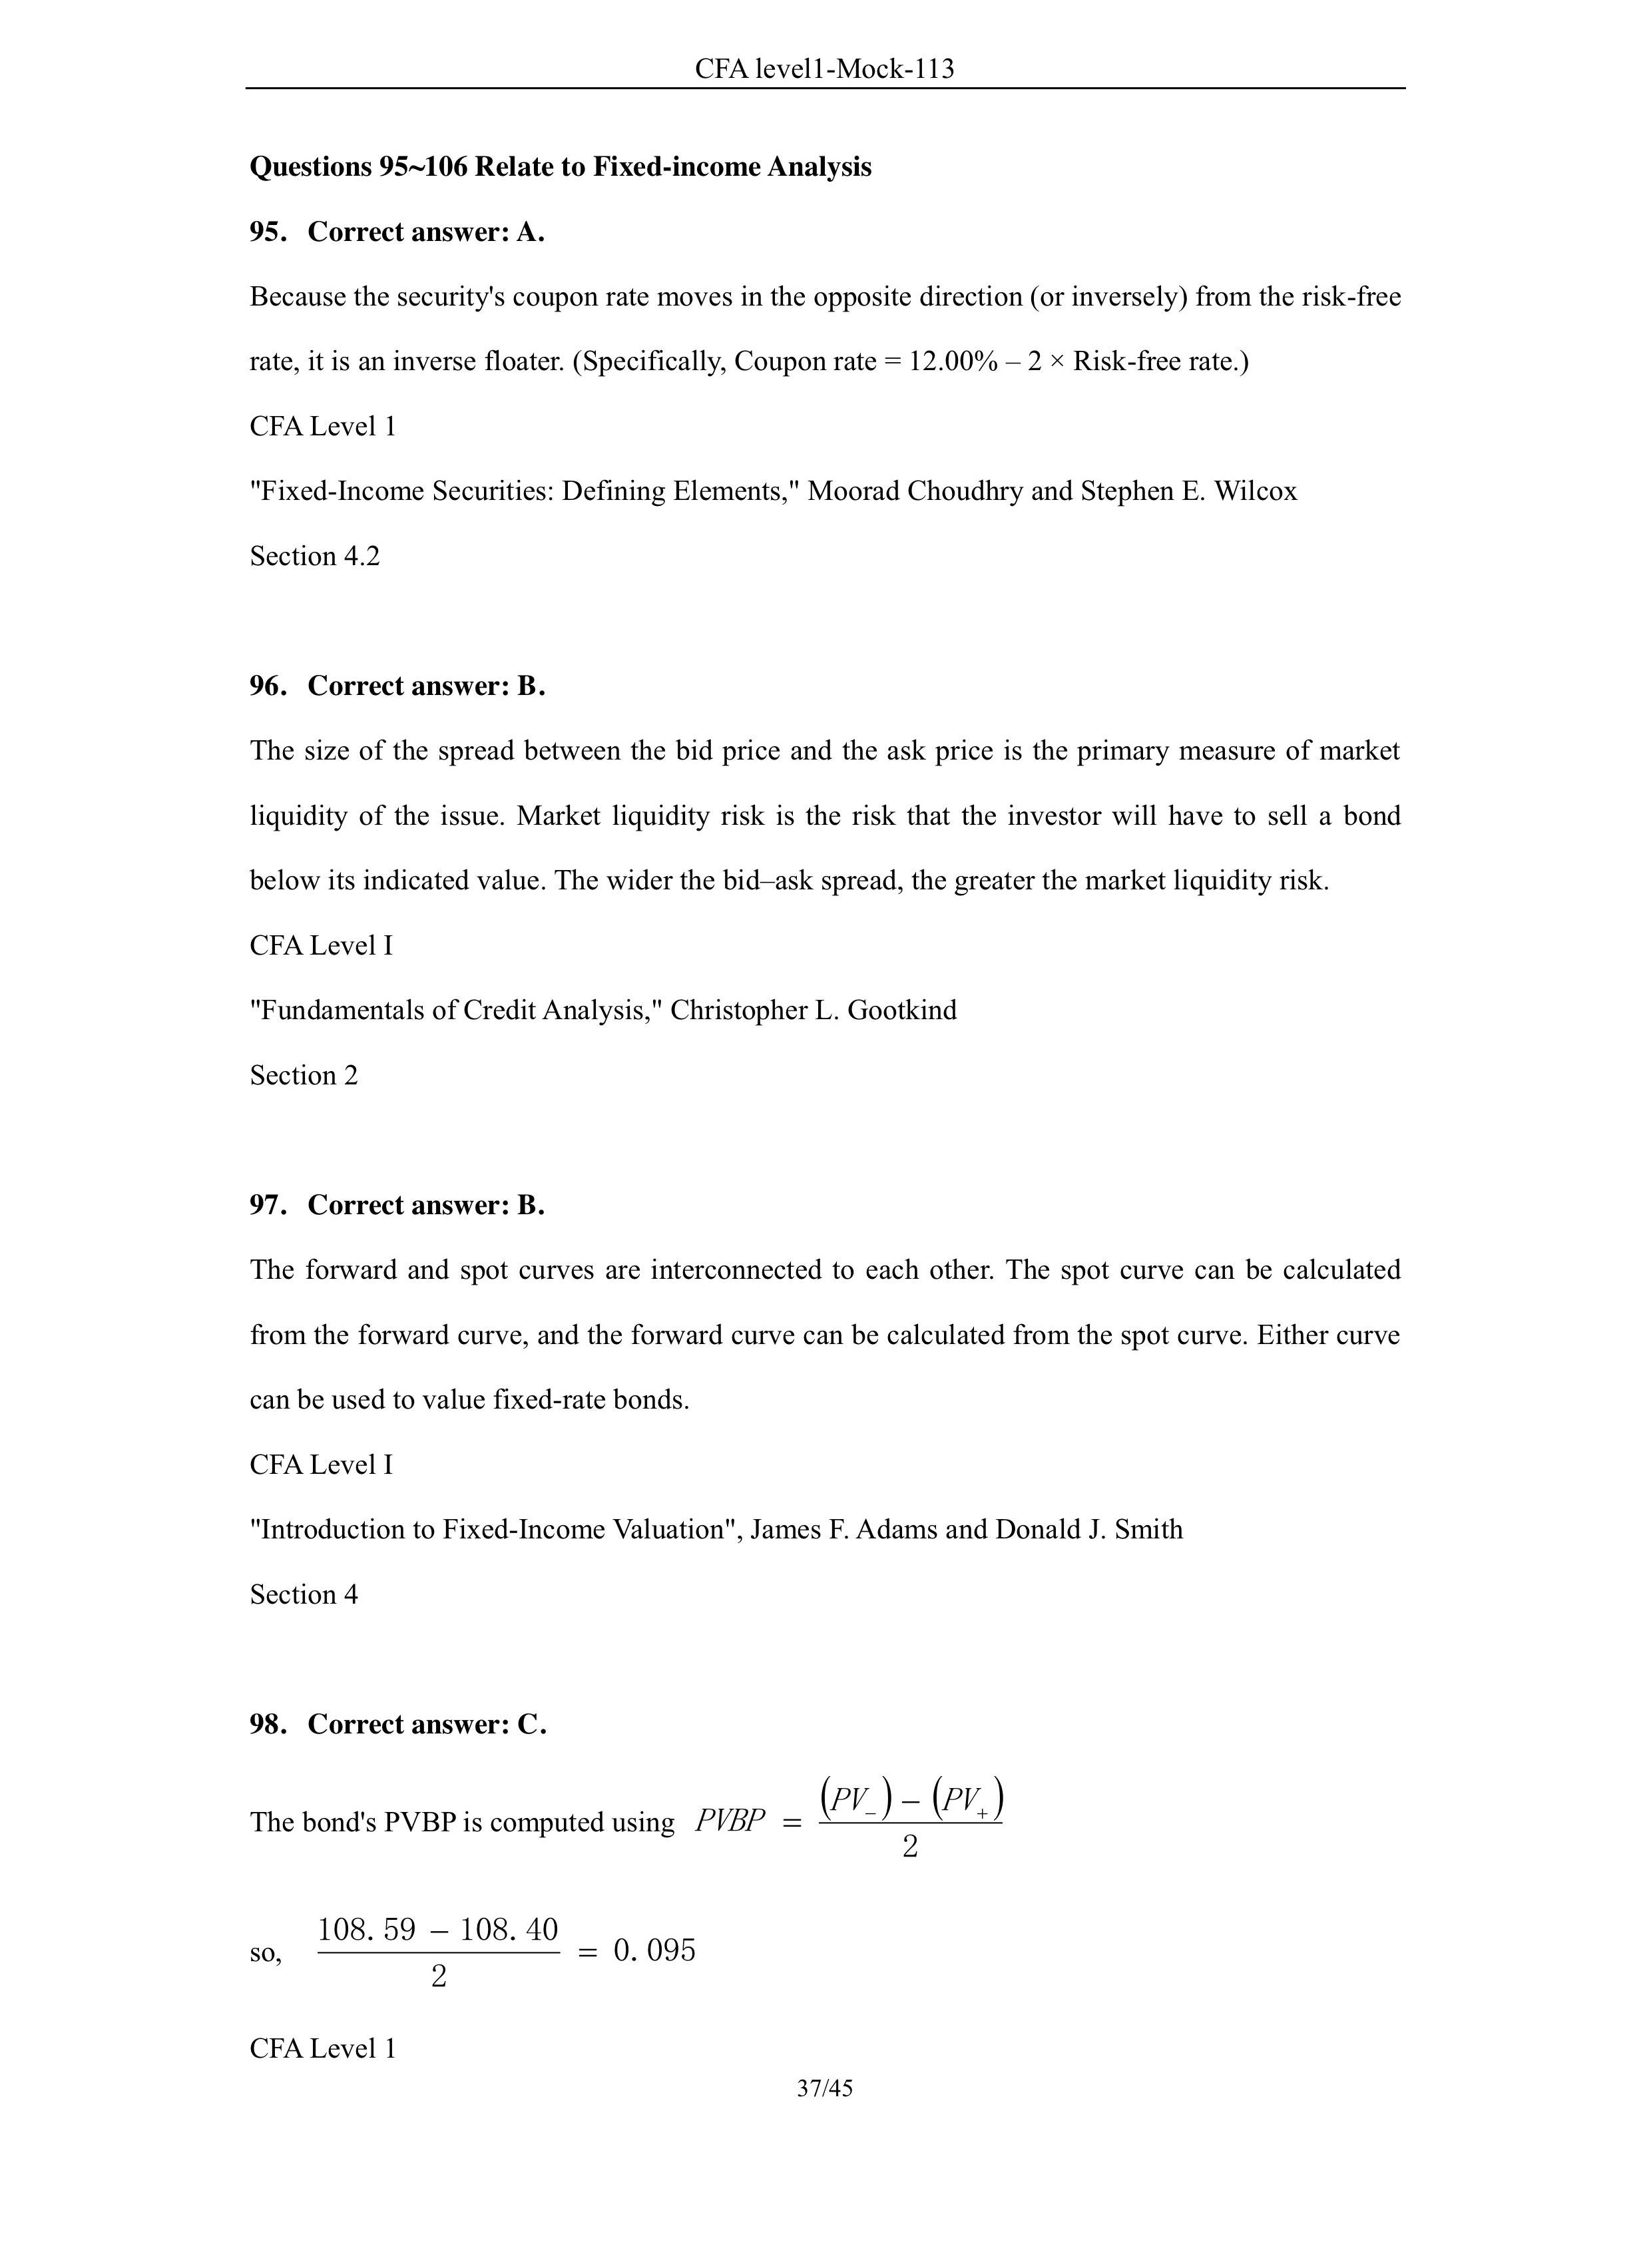 CFA level1-Mock-113
Questions 95~106 Relate to Fixed-income Analysis
95. Correct answer: A.
Because the security's coupon rate moves in the opposite direction (or inversely) from the risk-free
rate, it is an inverse floater. (Specifically, Coupon rate = 12.00% – 2 × Risk-free rate.)
CFA Level 1
"Fixed-Income Securities: Defining Elements," Moorad Choudhry and Stephen E. Wilcox
Section 4.2
96. Correct answer: B.
The size of the spread between the bid price and the ask price is the primary measure of market
liquidity of the issue. Market liquidity risk is the risk that the investor will have to sell a bond
below its indicated value. The wider the bid–ask spread, the greater the market liquidity risk.
CFA Level I
"Fundamentals of Credit Analysis," Christopher L. Gootkind
Section 2
97. Correct answer: B.
The forward and spot curves are interconnected to each other. The spot curve can be calculated
from the forward curve, and the forward curve can be calculated from the spot curve. Either curve
can be used to value fixed-rate bonds.
CFA Level I
"Introduction to Fixed-Income Valuation", James F. Adams and Donald J. Smith
Section 4
98. Correct answer: C.
The bond's PVBP is computed using PVBP = (PV₋) – (PV₊) / 2
so, 108.59 – 108.40 / 2 = 0.095
CFA Level 1
37/45